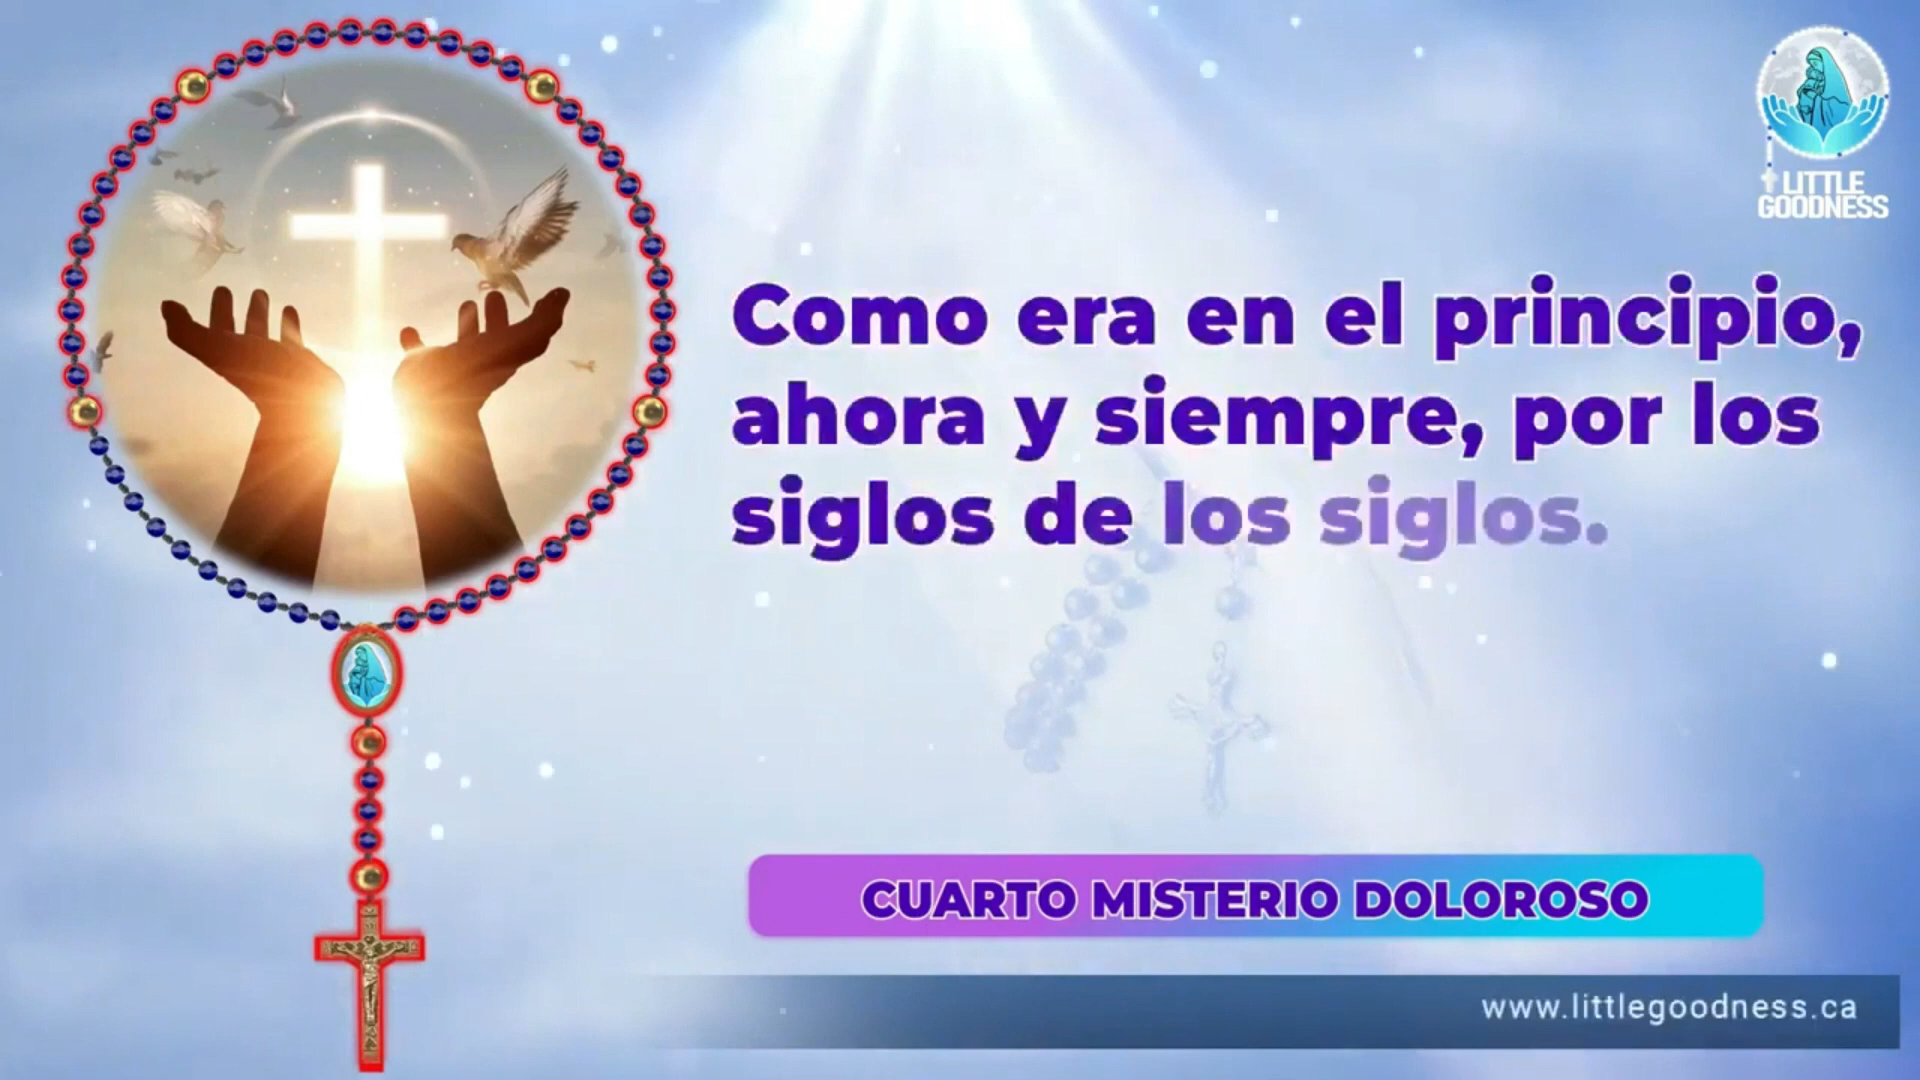 LITTLE
GOODNESS
Como era en el principio,
ahora y siempre, por los
siglos de los siglos.
CUARTO MISTERIO DOLOROSO
www.littlegoodness.ca